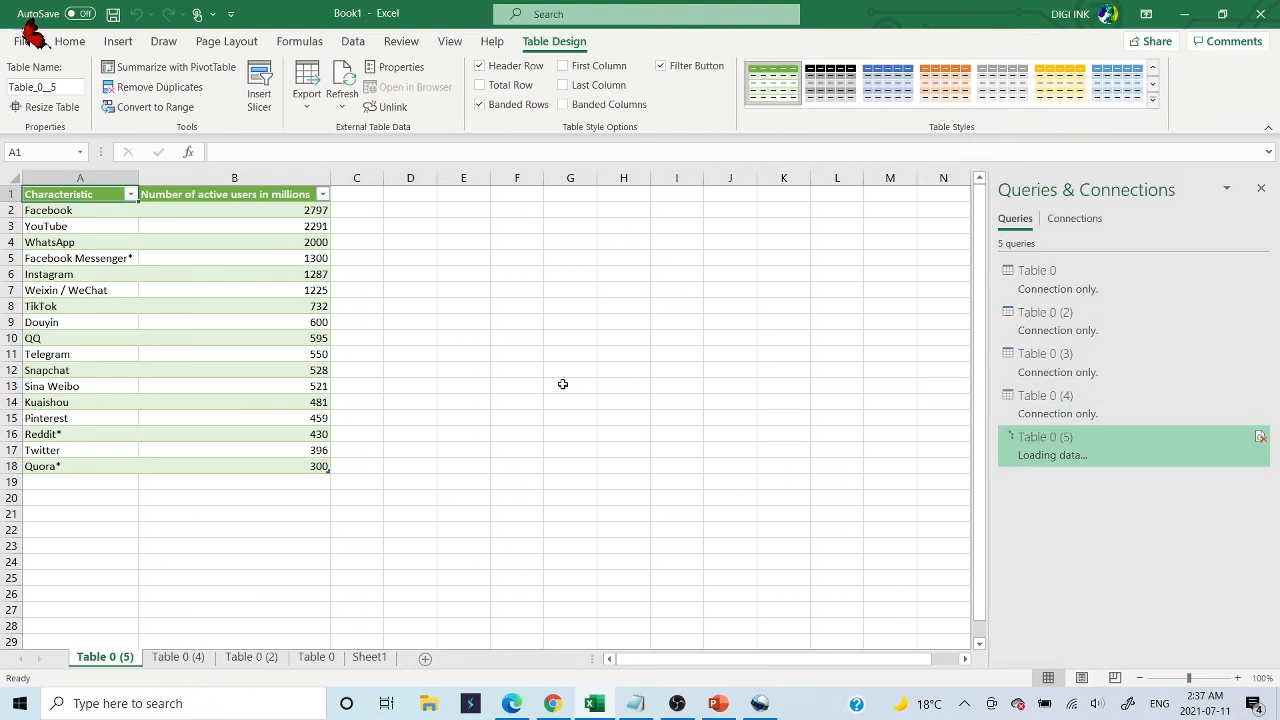 AutoSave Off Book1 - Excel Search DIGI INK
File Home Insert Draw Page Layout Formulas Data Review View Help Table Design Share Comments
Table Name:
Table_0__5
Resize Table
Properties
Summarize with PivotTable
Remove Duplicates
Convert to Range
Tools
Insert
Slicer
Export
Refresh
Properties
Open in Browser
Unlink
External Table Data
Header Row First Column Filter Button
Total Row Last Column
Banded Rows Banded Columns
Table Style Options
Table Styles
A1
A B C D E F G H I J K L M N
1 Characteristic Number of active users in millions
2 Facebook 2797
3 YouTube 2291
4 WhatsApp 2000
5 Facebook Messenger* 1300
6 Instagram 1287
7 Weixin / WeChat 1225
8 TikTok 732
9 Douyin 600
10 QQ 595
11 Telegram 550
12 Snapchat 528
13 Sina Weibo 521
14 Kuaishou 481
15 Pinterest 459
16 Reddit* 430
17 Twitter 396
18 Quora* 300
19
20
21
22
23
24
25
26
27
28
29
Queries & Connections
Queries Connections
5 queries
Table 0
Connection only.
Table 0 (2)
Connection only.
Table 0 (3)
Connection only.
Table 0 (4)
Connection only.
Table 0 (5)
Loading data...
Table 0 (5) Table 0 (4) Table 0 (2) Table 0 Sheet1
Ready 100%
Type here to search 18°C 2:37 AM
2021-07-11 4